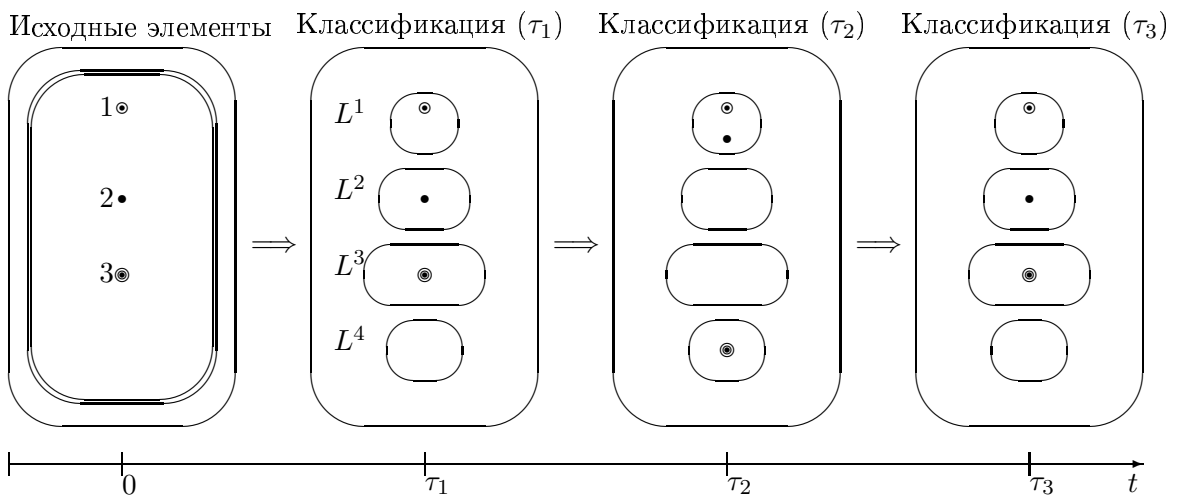 Исходные элементы Классификация (τ₁) Классификация (τ₂) Классификация (τ₃)
1
L¹
2
L²
⟹ ⟹ ⟹
3
L³
L⁴
0 τ₁ τ₂ τ₃ t